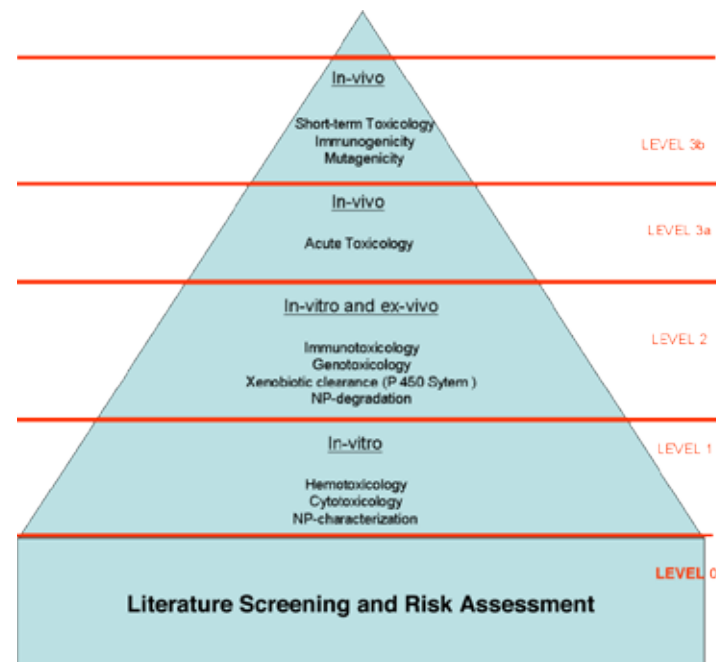 In-vivo
Short-term Toxicology
Immunogenicity
Mutagenicity
LEVEL 3b
In-vivo
Acute Toxicology
LEVEL 3a
In-vitro and ex-vivo
Immunotoxicology
Genotoxicology
Xenobiotic clearance (P 450 Sytem )
NP-degradation
LEVEL 2
In-vitro
Hemotoxicology
Cytotoxicology
NP-characterization
LEVEL 1
Literature Screening and Risk Assessment
LEVEL 0